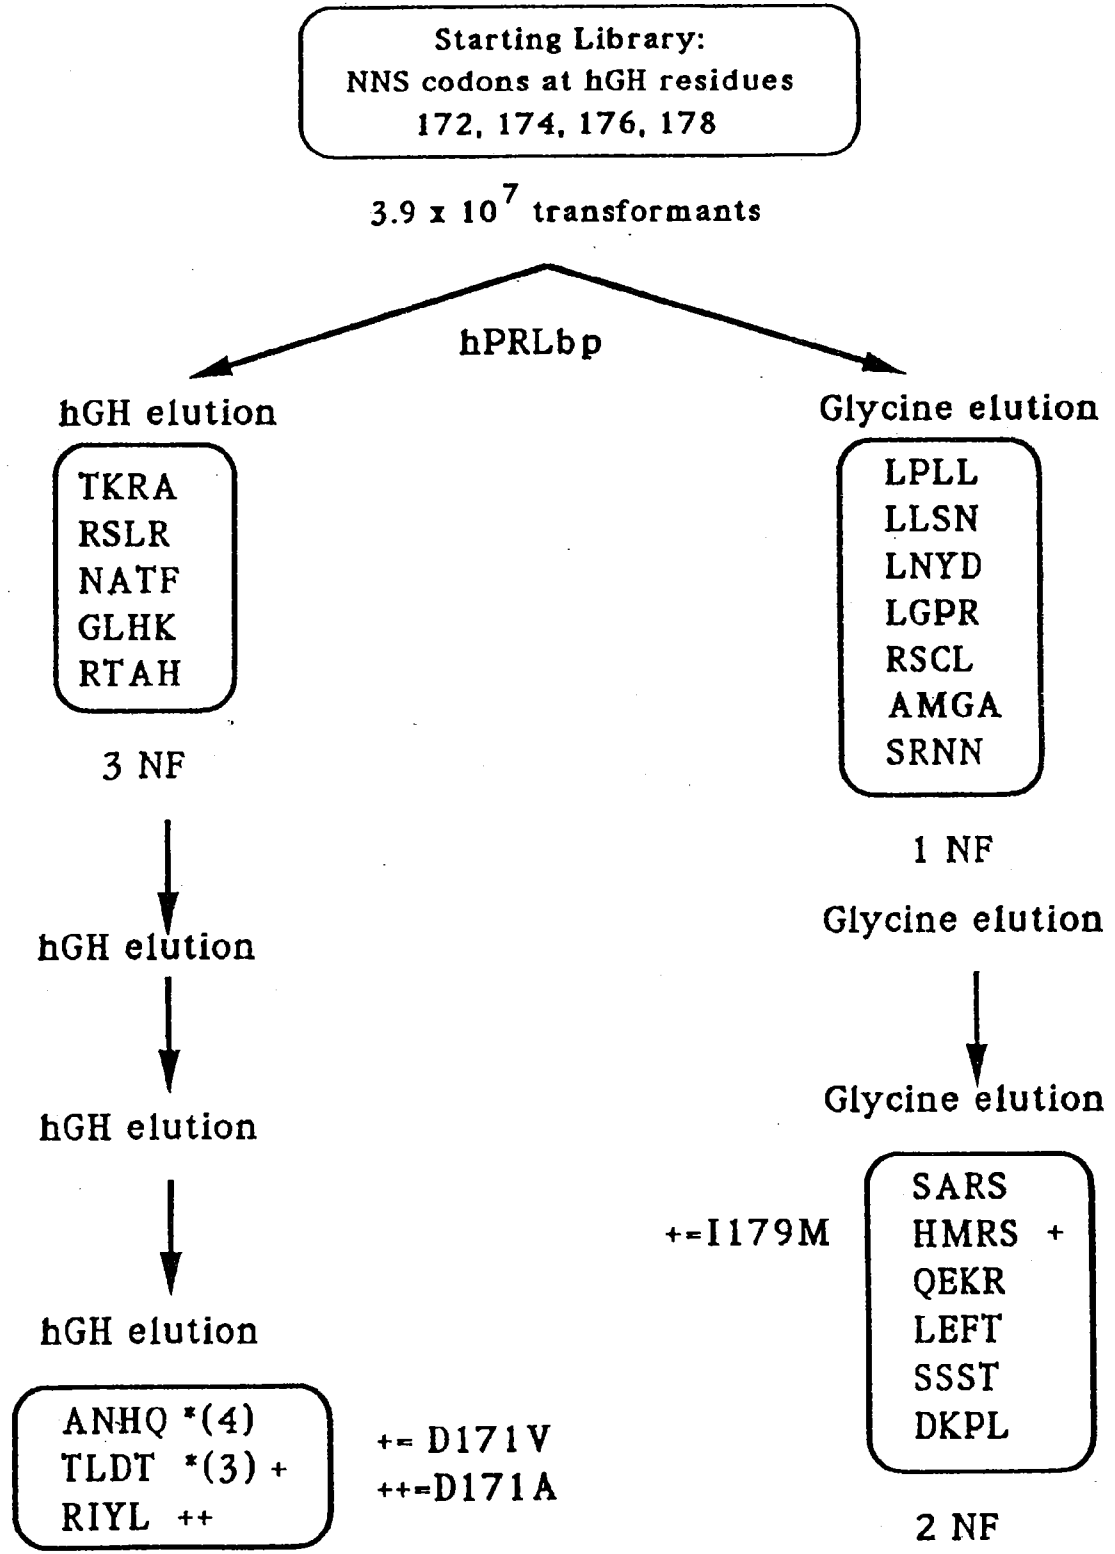 Starting Library:
NNS codons at hGH residues
172, 174, 176, 178
3.9 x 10^7 transformants
hPRLbp
hGH elution
TKRA
RSLR
NATF
GLHK
RTAH
3 NF
hGH elution
hGH elution
hGH elution
ANHQ *(4)
TLDT *(3) +
RIYL ++
+= D171V
++=D171A
Glycine elution
LPLL
LLSN
LNYD
LGPR
RSCL
AMGA
SRNN
1 NF
Glycine elution
Glycine elution
+=I179M
SARS
HMRS +
QEKR
LEFT
SSST
DKPL
2 NF